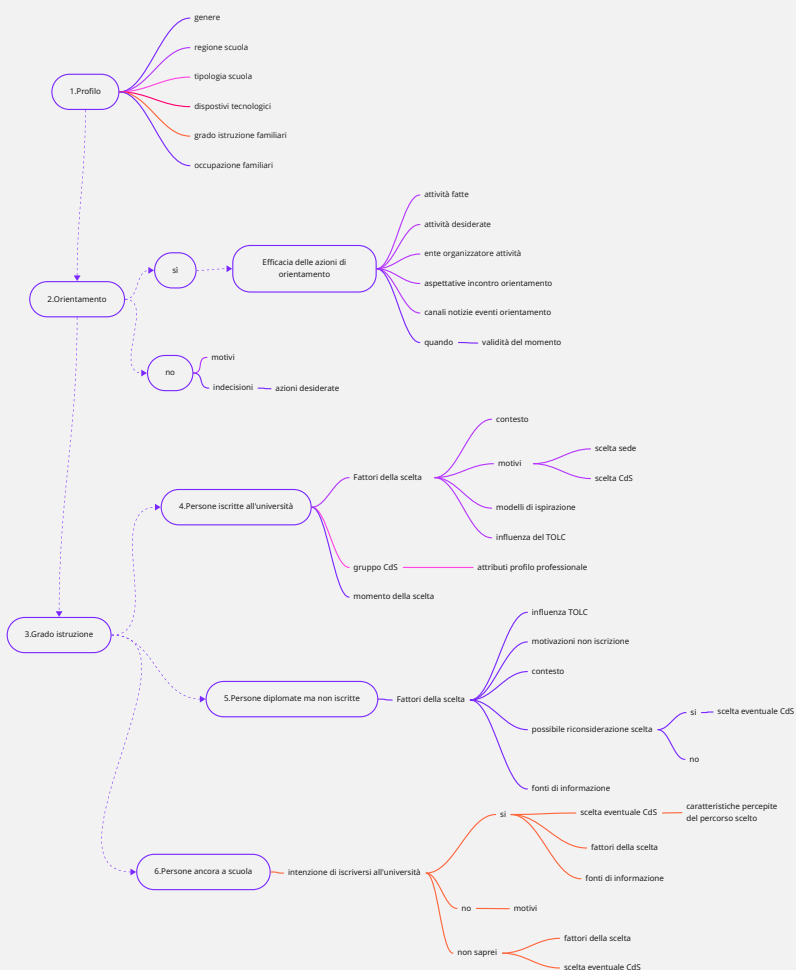 genere
regione scuola
tipologia scuola
1.Profilo
dispostivi tecnologici
grado istruzione familiari
occupazione familiari
attività fatte
attività desiderate
ente organizzatore attività
sì
Efficacia delle azioni di
orientamento
aspettative incontro orientamento
2.Orientamento
canali notizie eventi orientamento
quando
validità del momento
no
motivi
indecisioni
azioni desiderate
contesto
scelta sede
motivi
Fattori della scelta
scelta CdS
4.Persone iscritte all'università
modelli di ispirazione
influenza del TOLC
gruppo CdS
attributi profilo professionale
momento della scelta
influenza TOLC
3.Grado istruzione
motivazioni non iscrizione
contesto
5.Persone diplomate ma non iscritte
Fattori della scelta
si
scelta eventuale CdS
possibile riconsiderazione scelta
no
fonti di informazione
si
scelta eventuale CdS
caratteristiche percepite
del percorso scelto
fattori della scelta
6.Persone ancora a scuola
intenzione di iscriversi all'università
fonti di informazione
no
motivi
non saprei
fattori della scelta
scelta eventuale CdS